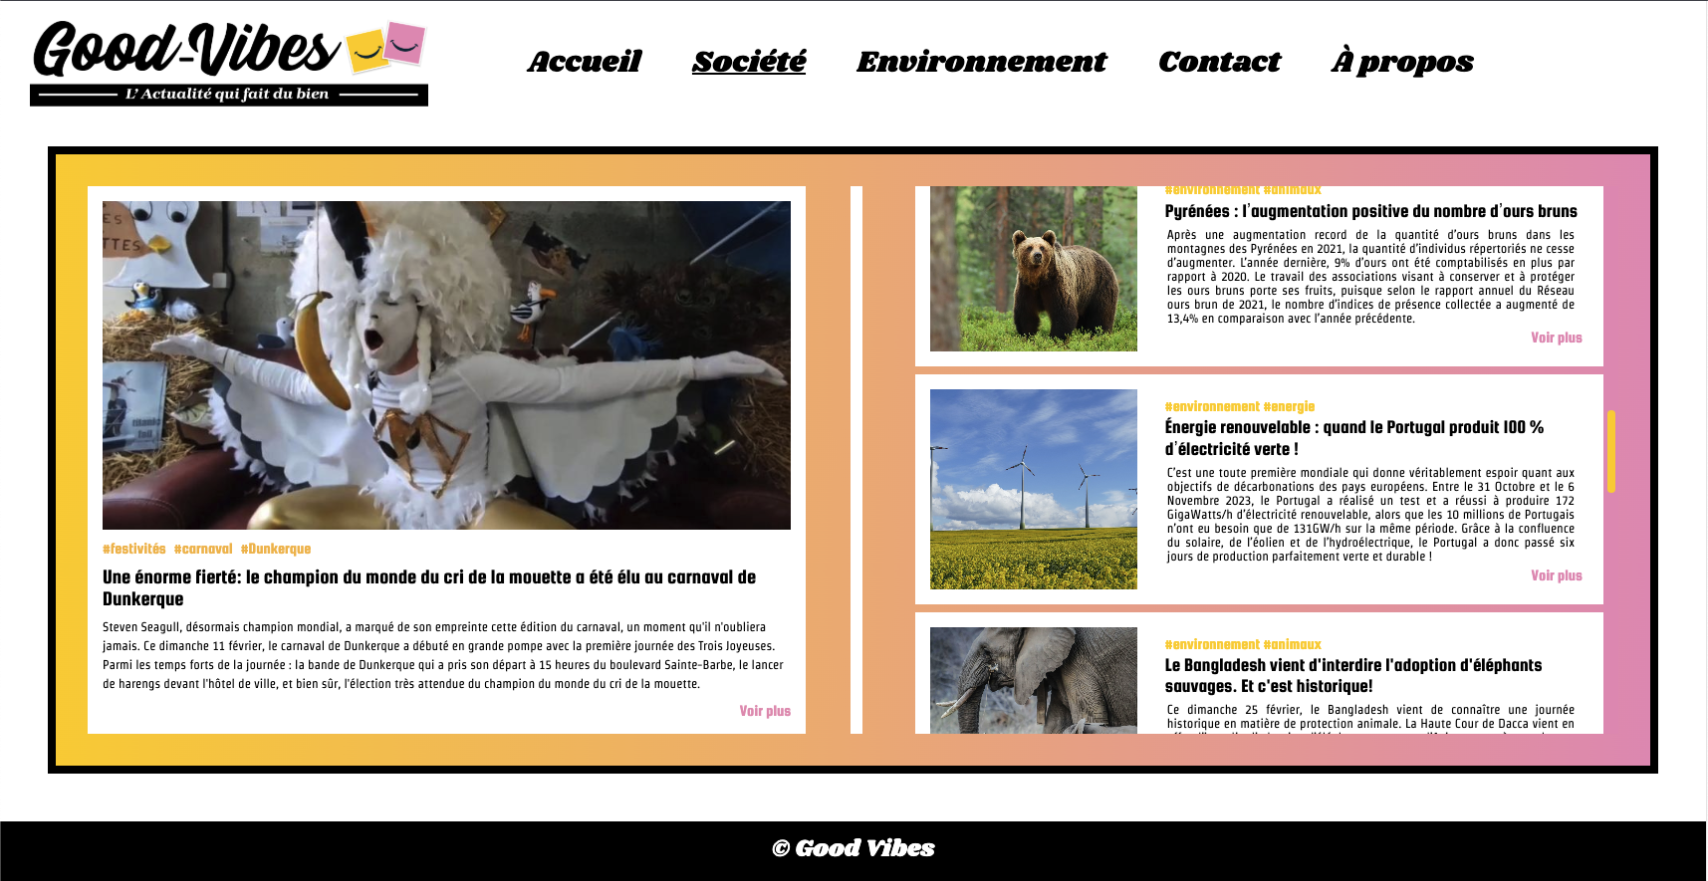 Good-Vibes
L'Actualité qui fait du bien
Accueil
Société
Environnement
Contact
À propos
#festivités #carnaval #Dunkerque
Une énorme fierté: le champion du monde du cri de la mouette a été élu au carnaval de
Dunkerque
Steven Seagull, désormais champion mondial, a marqué de son empreinte cette édition du carnaval, un moment qu'il n'oubliera
jamais. Ce dimanche 11 février, le carnaval de Dunkerque a débuté en grande pompe avec la première journée des Trois Joyeuses.
Parmi les temps forts de la journée : la bande de Dunkerque qui a pris son départ à 15 heures du boulevard Sainte-Barbe, le lancer
de harengs devant l'hôtel de ville, et bien sûr, l'élection très attendue du champion du monde du cri de la mouette.
Voir plus
#environnement #animaux
Pyrénées : l'augmentation positive du nombre d'ours bruns
Après une augmentation record de la quantité d'ours bruns dans les
montagnes des Pyrénées en 2021, la quantité d'individus répertoriés ne cesse
d'augmenter. L'année dernière, 9% d'ours ont été comptabilisés en plus par
rapport à 2020. Le travail des associations visant à conserver et à protéger
les ours bruns porte ses fruits, puisque selon le rapport annuel du Réseau
ours brun de 2021, le nombre d'indices de présence collectée a augmenté de
13,4% en comparaison avec l'année précédente.
Voir plus
#environnement #energie
Énergie renouvelable : quand le Portugal produit 100 %
d'électricité verte !
C'est une toute première mondiale qui donne véritablement espoir quant aux
objectifs de décarbonations des pays européens. Entre le 31 Octobre et le 6
Novembre 2023, le Portugal a réalisé un test et a réussi à produire 172
GigaWatts/h d'électricité renouvelable, alors que les 10 millions de Portugais
n'ont eu besoin que de 131GW/h sur la même période. Grâce à la confluence
du solaire, de l'éolien et de l'hydroélectrique, le Portugal a donc passé six
jours de production parfaitement verte et durable !
Voir plus
#environnement #animaux
Le Bangladesh vient d'interdire l'adoption d'éléphants
sauvages. Et c'est historique!
Ce dimanche 25 février, le Bangladesh vient de connaître une journée
historique en matière de protection animale. La Haute Cour de Dacca vient en
© Good Vibes